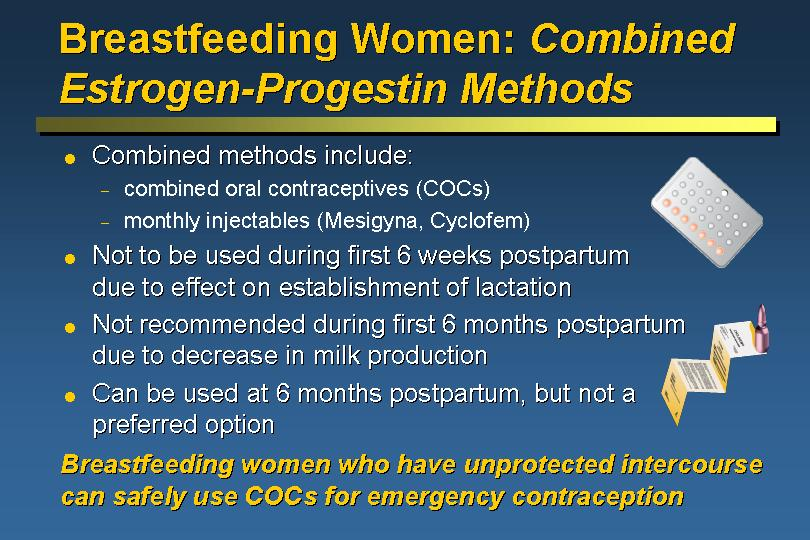 Breastfeeding Women: Combined
Estrogen-Progestin Methods
Combined methods include:
– combined oral contraceptives (COCs)
– monthly injectables (Mesigyna, Cyclofem)
Not to be used during first 6 weeks postpartum
due to effect on establishment of lactation
Not recommended during first 6 months postpartum
due to decrease in milk production
Can be used at 6 months postpartum, but not a
preferred option
Breastfeeding women who have unprotected intercourse
can safely use COCs for emergency contraception